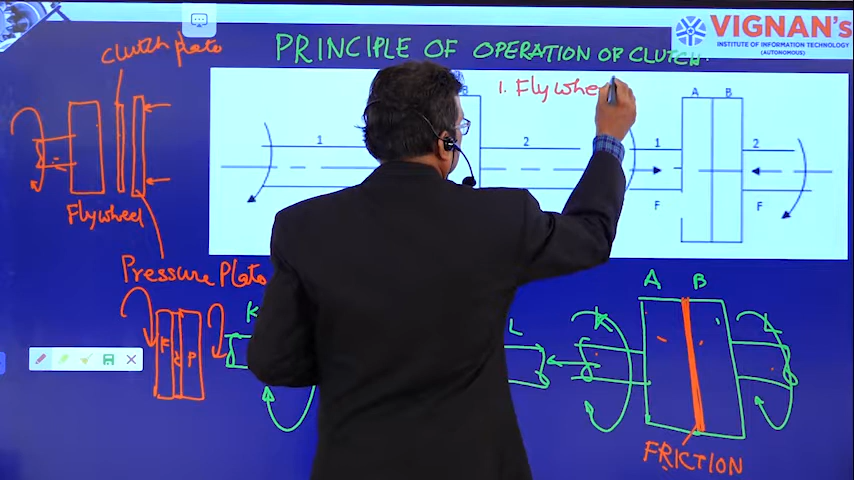 VIGNAN's
INSTITUTE OF INFORMATION TECHNOLOGY
(AUTONOMOUS)
PRINCIPLE OF OPERATION OF CLUTCH.
Clutch plate
1. Flywhe
B A B
1 2 1 2
F F
Flywheel
Pressure Plate
A B
K L
F P
FRICTION